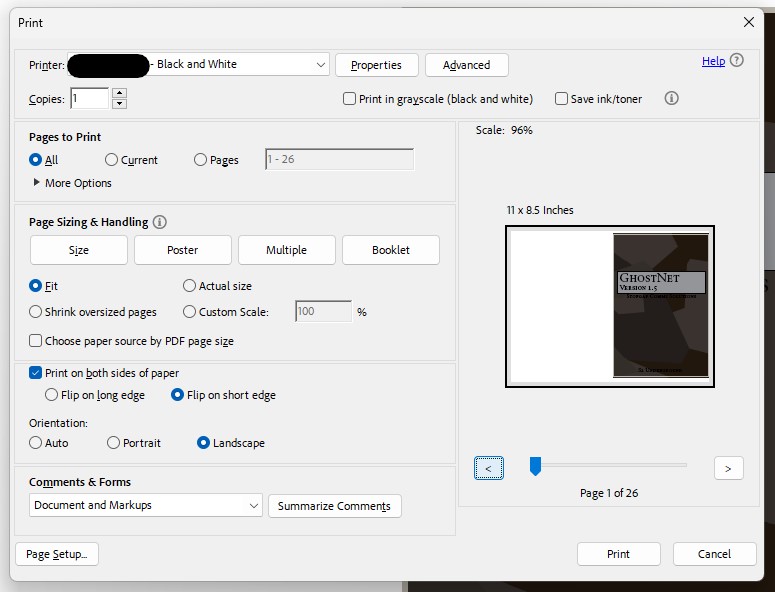 Print
Printer: - Black and White Properties Advanced Help ?
Copies: 1 Print in grayscale (black and white) Save ink/toner
Pages to Print
All Current Pages 1 - 26
More Options
Page Sizing & Handling
Size Poster Multiple Booklet
Fit Actual size
Shrink oversized pages Custom Scale: 100 %
Choose paper source by PDF page size
Print on both sides of paper
Flip on long edge Flip on short edge
Orientation:
Auto Portrait Landscape
Comments & Forms
Document and Markups Summarize Comments
Page Setup...
Scale: 96%
11 x 8.5 Inches
GHOSTNET
VERSION 1.5
< >
Page 1 of 26
Print Cancel